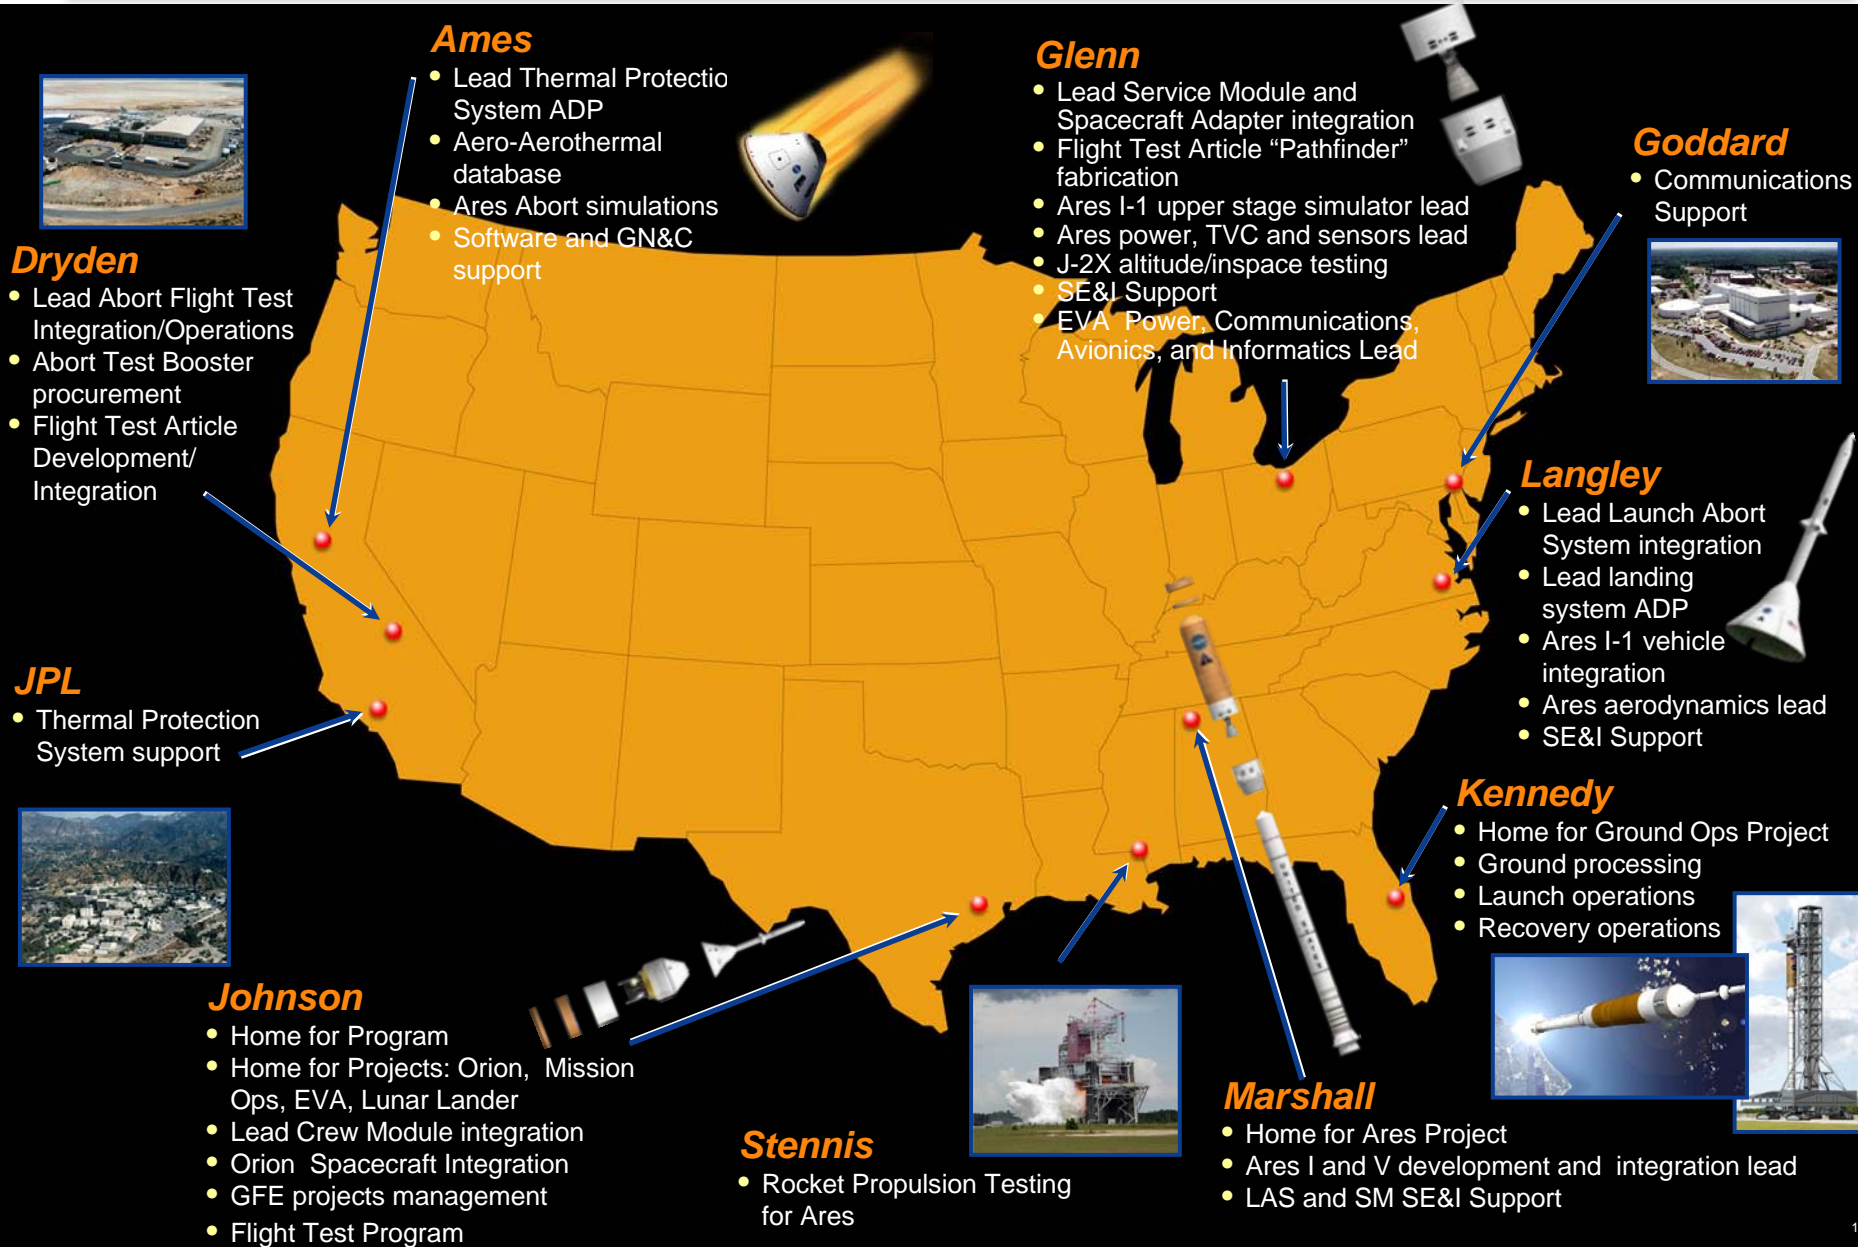 Ames
• Lead Thermal Protectio
System ADP
• Aero-Aerothermal
database
• Ares Abort simulations
• Software and GN&C
support
Glenn
• Lead Service Module and
Spacecraft Adapter integration
• Flight Test Article “Pathfinder”
fabrication
• Ares I-1 upper stage simulator lead
• Ares power, TVC and sensors lead
• J-2X altitude/inspace testing
• SE&I Support
• EVA Power, Communications,
Avionics, and Informatics Lead
Goddard
• Communications
Support
Dryden
• Lead Abort Flight Test
Integration/Operations
• Abort Test Booster
procurement
• Flight Test Article
Development/
Integration
Langley
• Lead Launch Abort
System integration
• Lead landing
system ADP
• Ares I-1 vehicle
integration
• Ares aerodynamics lead
• SE&I Support
JPL
• Thermal Protection
System support
Kennedy
• Home for Ground Ops Project
• Ground processing
• Launch operations
• Recovery operations
UNITED STATES
Johnson
• Home for Program
• Home for Projects: Orion, Mission
Ops, EVA, Lunar Lander
• Lead Crew Module integration
• Orion Spacecraft Integration
• GFE projects management
• Flight Test Program
Stennis
• Rocket Propulsion Testing
for Ares
Marshall
• Home for Ares Project
• Ares I and V development and integration lead
• LAS and SM SE&I Support
1